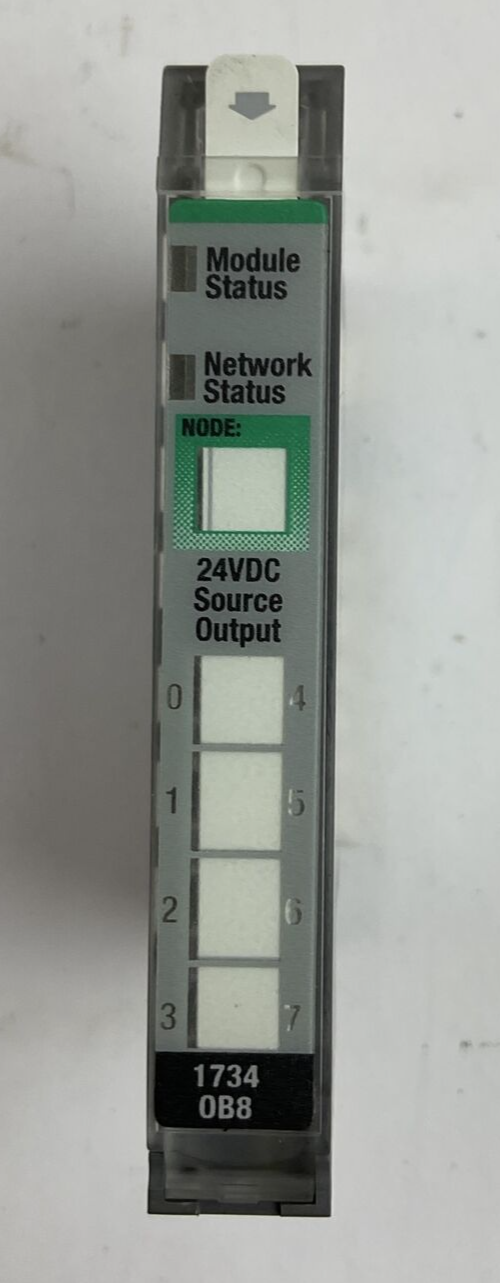 Module
Status
Network
Status
NODE:
24VDC
Source
Output
0 4
1 5
2 6
3 7
1734
OB8